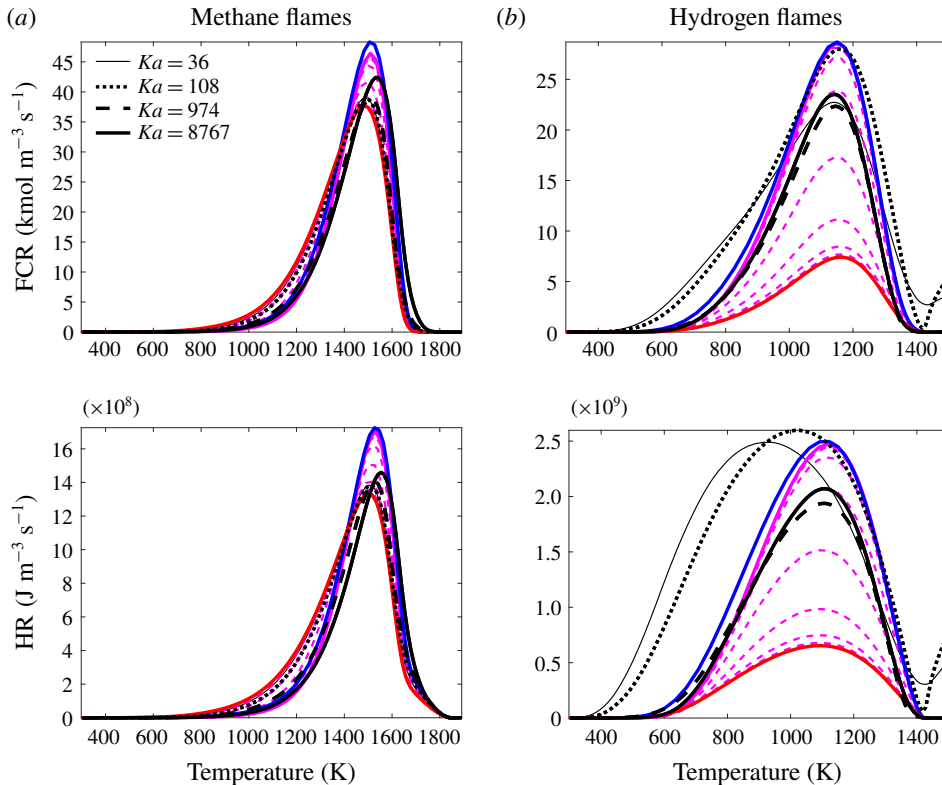 (a) Methane flames
(b) Hydrogen flames
FCR (kmol m⁻³ s⁻¹)
45
40
35
30
25
20
15
10
5
0
Ka = 36
Ka = 108
Ka = 974
Ka = 8767
400 600 800 1000 1200 1400 1600 1800
25
20
15
10
5
0
400 600 800 1000 1200 1400
(×10⁸)
HR (J m⁻³ s⁻¹)
16
14
12
10
8
6
4
2
0
400 600 800 1000 1200 1400 1600 1800
Temperature (K)
(×10⁹)
2.5
2.0
1.5
1.0
0.5
0
400 600 800 1000 1200 1400
Temperature (K)